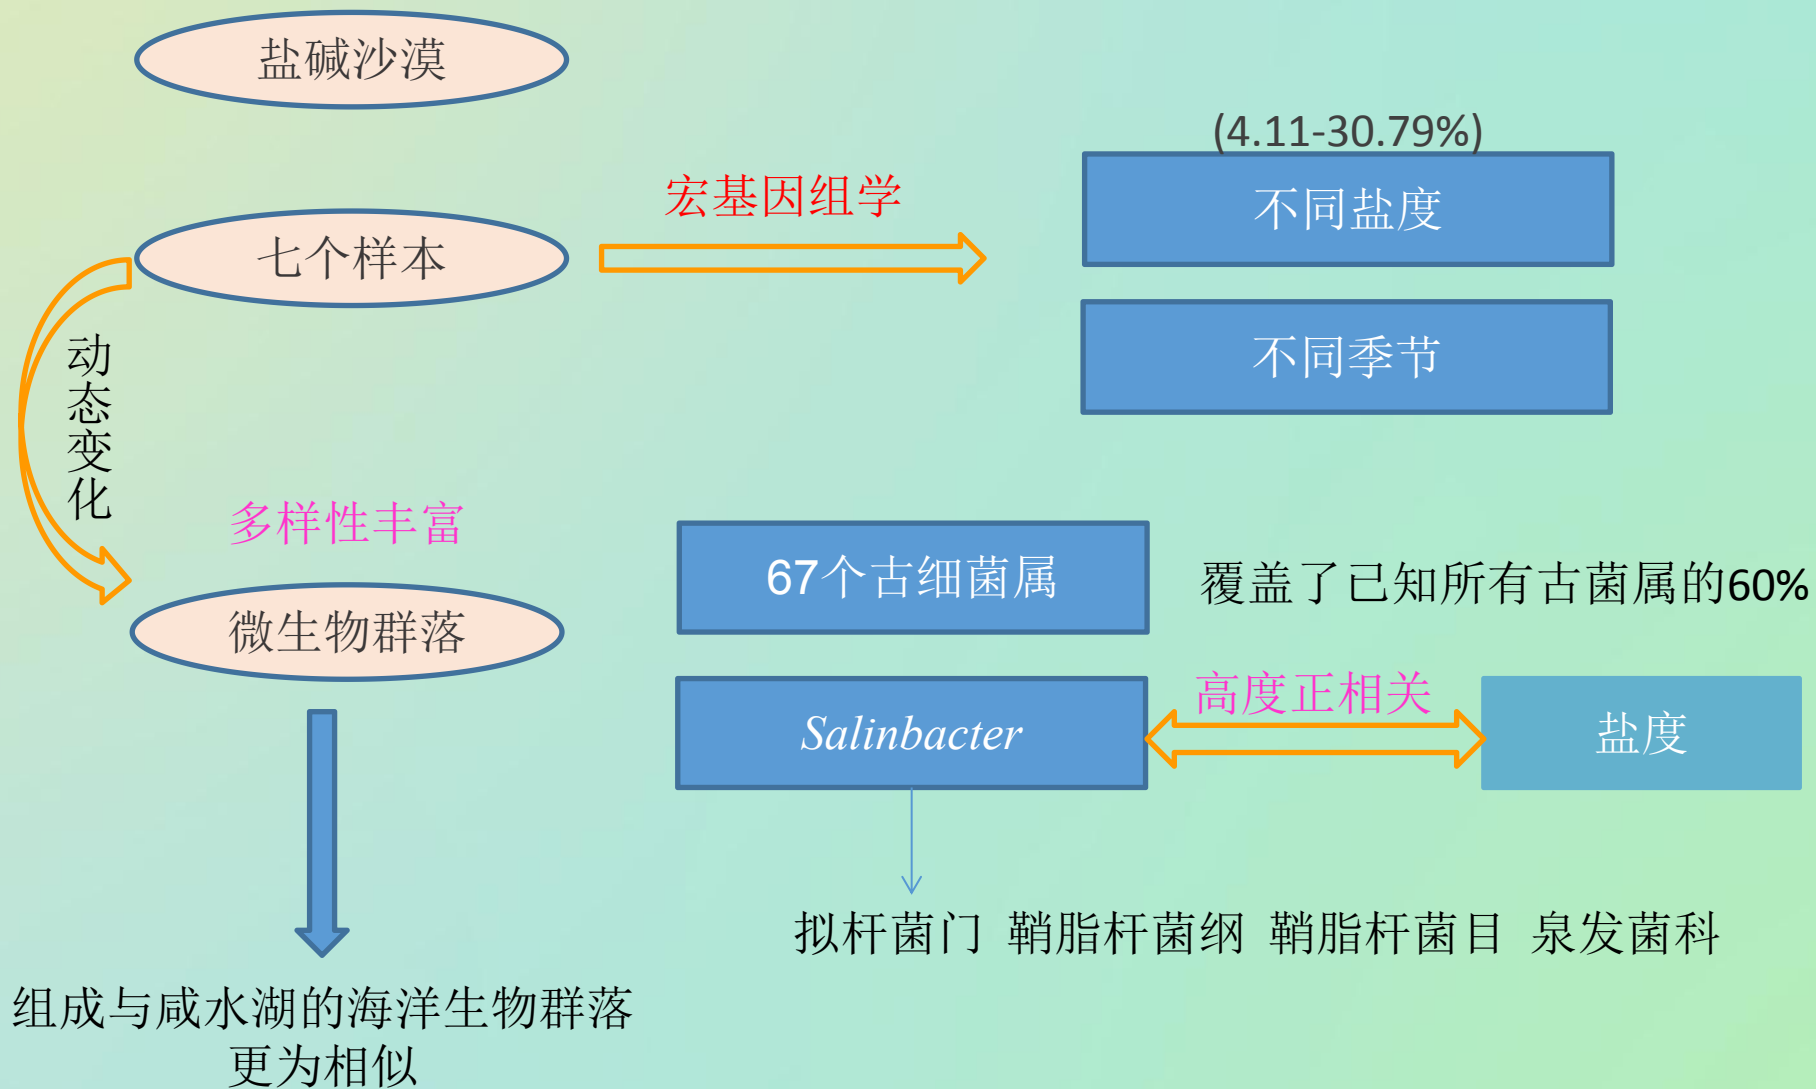 盐碱沙漠
(4.11-30.79%)
宏基因组学
不同盐度
七个样本
不同季节
动态变化
多样性丰富
67个古细菌属
覆盖了已知所有古菌属的60%
微生物群落
高度正相关
Salinbacter
盐度
拟杆菌门 鞘脂杆菌纲 鞘脂杆菌目 泉发菌科
组成与咸水湖的海洋生物群落
更为相似